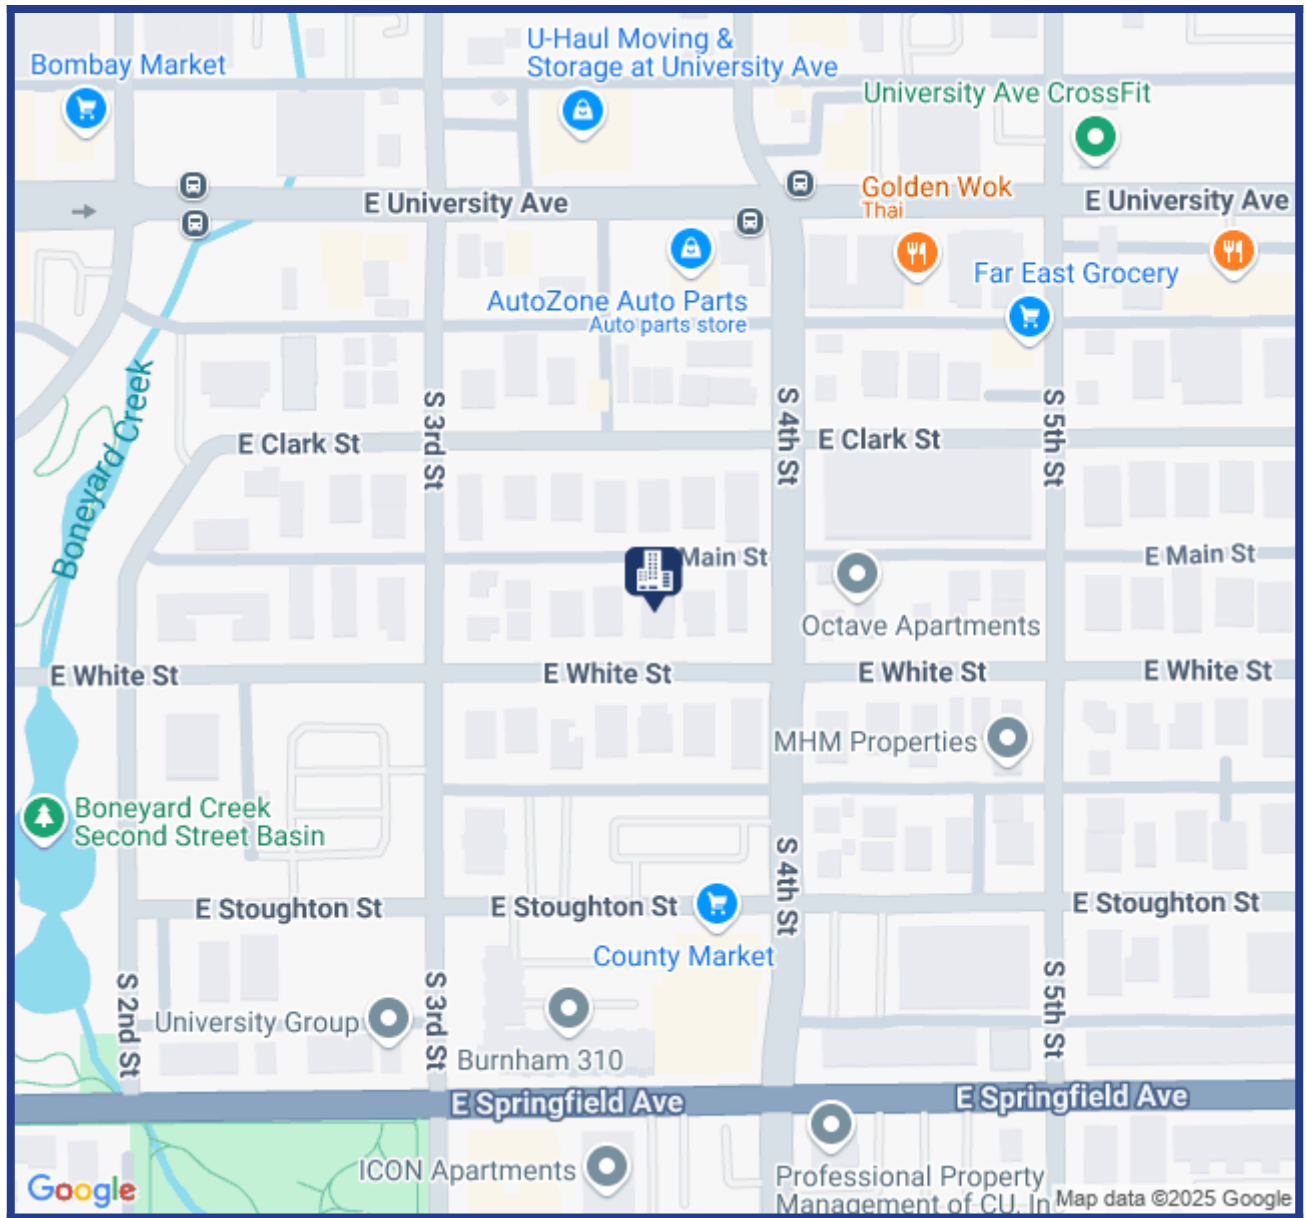 U-Haul Moving &
Storage at University Ave
Bombay Market
University Ave CrossFit
Golden Wok
Thai
E University Ave
E University Ave
Far East Grocery
AutoZone Auto Parts
Auto parts store
Boneyard Creek
S 3rd St
S 4th St
S 5th St
E Clark St
E Clark St
Main St
E Main St
Octave Apartments
E White St
E White St
E White St
E White St
MHM Properties
Boneyard Creek
Second Street Basin
S 4th St
E Stoughton St
E Stoughton St
E Stoughton St
County Market
S 2nd St
S 3rd St
S 5th St
University Group
Burnham 310
E Springfield Ave
E Springfield Ave
ICON Apartments
Professional Property
Management of CU, In
Google
Map data ©2025 Google